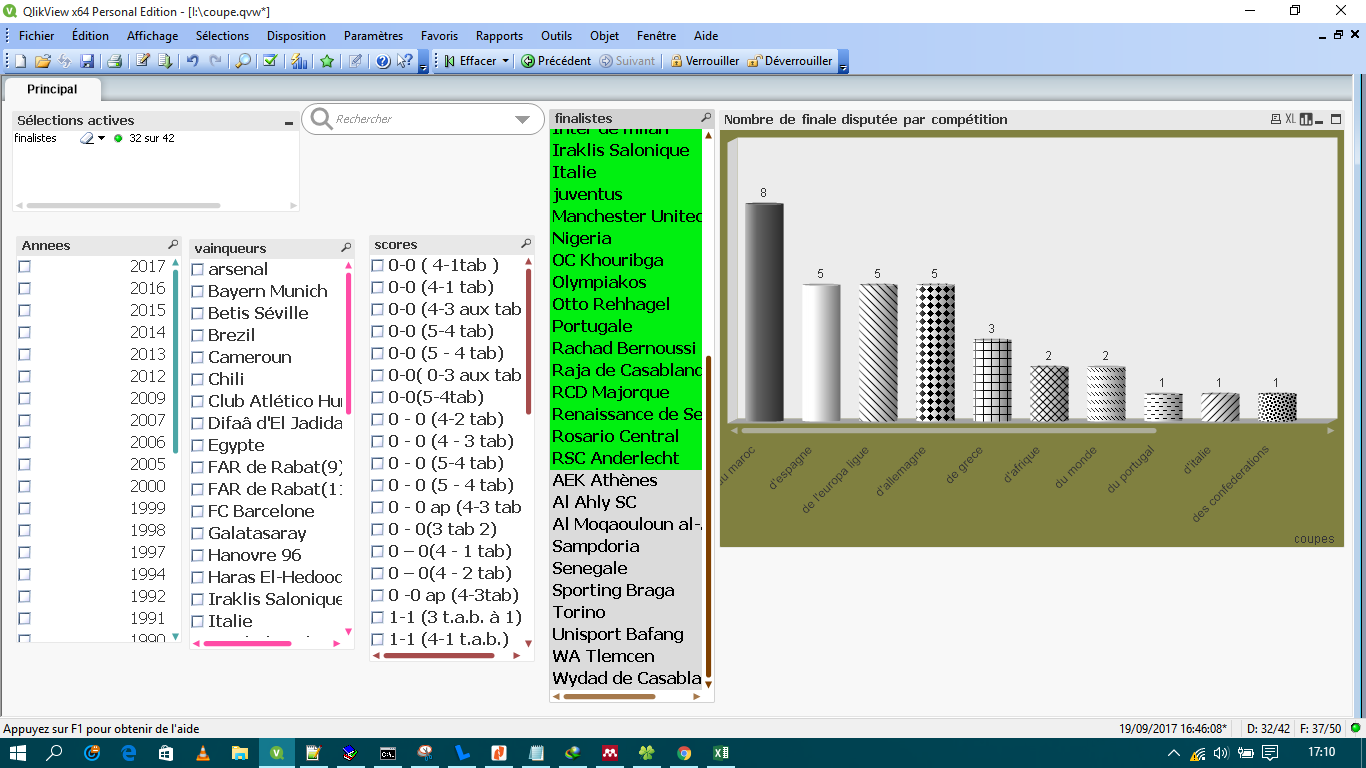 QlikView x64 Personal Edition - [I:\coupe.qvw*]
Fichier Édition Affichage Sélections Disposition Paramètres Favoris Rapports Outils Objet Fenêtre Aide
Effacer Précédent Suivant Verrouiller Déverrouiller
Principal
Sélections actives
finalistes 32 sur 42
Rechercher
Annees
2017
2016
2015
2014
2013
2012
2009
2007
2006
2005
2000
1999
1998
1997
1994
1992
1991
1990
vainqueurs
arsenal
Bayern Munich
Betis Séville
Brezil
Cameroun
Chili
Club Atlético Hur
Difaâ d'El Jadida
Egypte
FAR de Rabat(9)
FAR de Rabat(1
FC Barcelone
Galatasaray
Hanovre 96
Haras El-Hedood
Iraklis Salonique
Italie
scores
0-0 ( 4-1tab )
0-0 (4-1 tab)
0-0 (4-3 aux tab
0-0 (5-4 tab)
0-0 (5 - 4 tab)
0-0( 0-3 aux tab
0-0(5-4tab)
0 - 0 (4-2 tab)
0 - 0 (4 - 3 tab)
0 - 0 (5-4 tab)
0 - 0 (5 - 4 tab)
0 - 0 ap (4-3 tab
0 - 0(3 tab 2)
0 – 0(4 - 1 tab)
0 – 0(4 - 2 tab)
0 -0 ap (4-3tab)
1-1 (3 t.a.b. à 1)
1-1 (4-1 t.a.b.)
finalistes
Inter de milan
Iraklis Salonique
Italie
juventus
Manchester United
Nigeria
OC Khouribga
Olympiakos
Otto Rehhagel
Portugale
Rachad Bernoussi
Raja de Casablanc
RCD Majorque
Renaissance de Se
Rosario Central
RSC Anderlecht
AEK Athènes
Al Ahly SC
Al Moqaouloun al-
Sampdoria
Senegale
Sporting Braga
Torino
Unisport Bafang
WA Tlemcen
Wydad de Casabla
Nombre de finale disputée par compétition
XL
8
5
5
5
3
2
2
1
1
1
du maroc
d'espagne
de l'europa ligue
d'allemagne
de grece
d'afrique
du monde
du portugal
d'italie
des confederations
coupes
Appuyez sur F1 pour obtenir de l'aide
19/09/2017 16:46:08* D: 32/42 F: 37/50
17:10